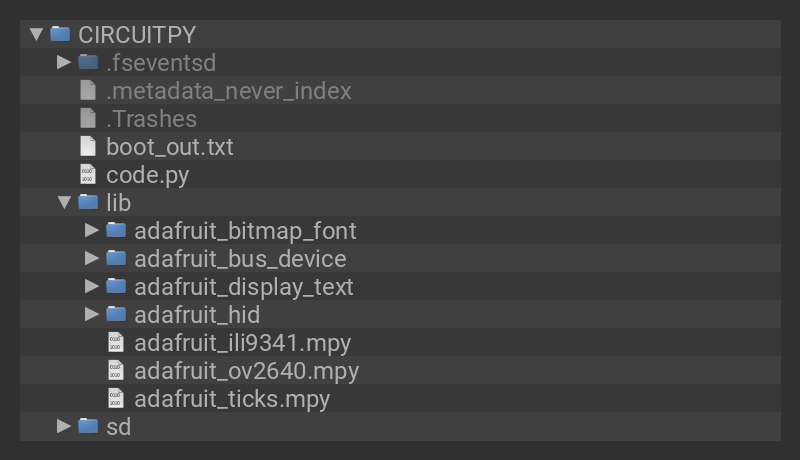 CIRCUITPY
.fseventsd
.metadata_never_index
.Trashes
boot_out.txt
code.py
lib
adafruit_bitmap_font
adafruit_bus_device
adafruit_display_text
adafruit_hid
adafruit_ili9341.mpy
adafruit_ov2640.mpy
adafruit_ticks.mpy
sd